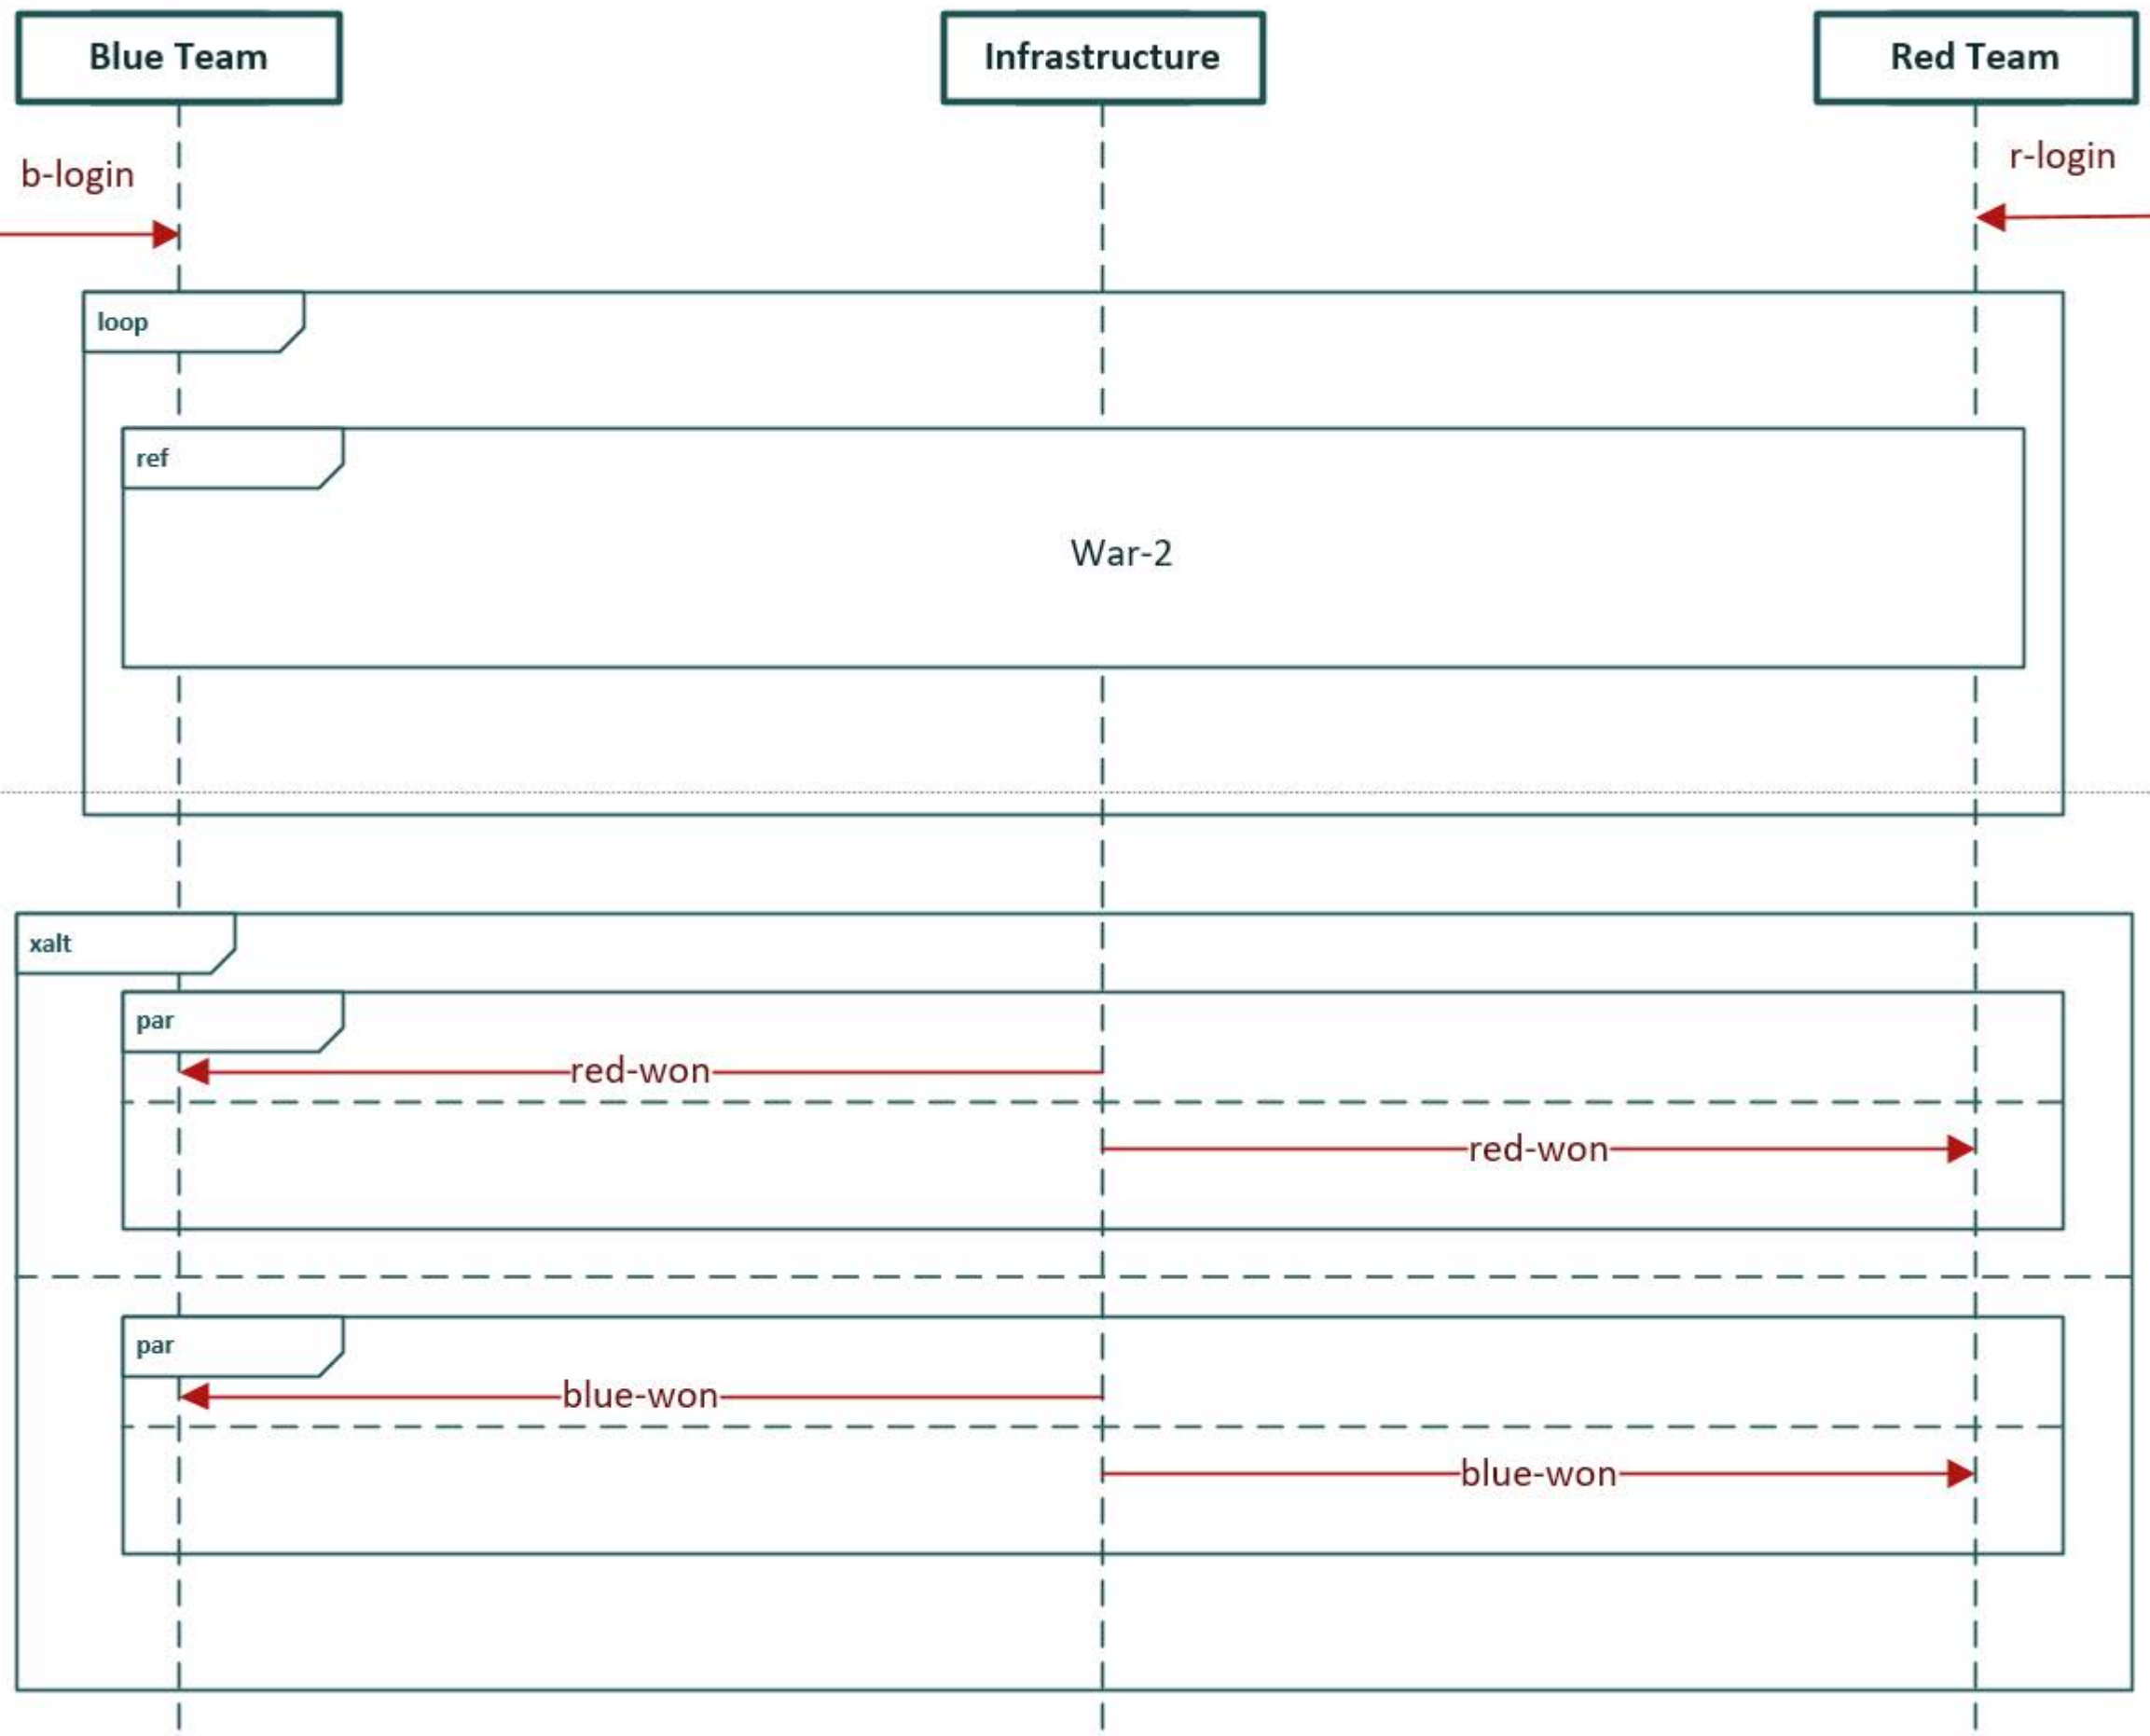 Blue Team
Infrastructure
Red Team
b-login
r-login
loop
ref
War-2
xalt
par
red-won
red-won
par
blue-won
blue-won